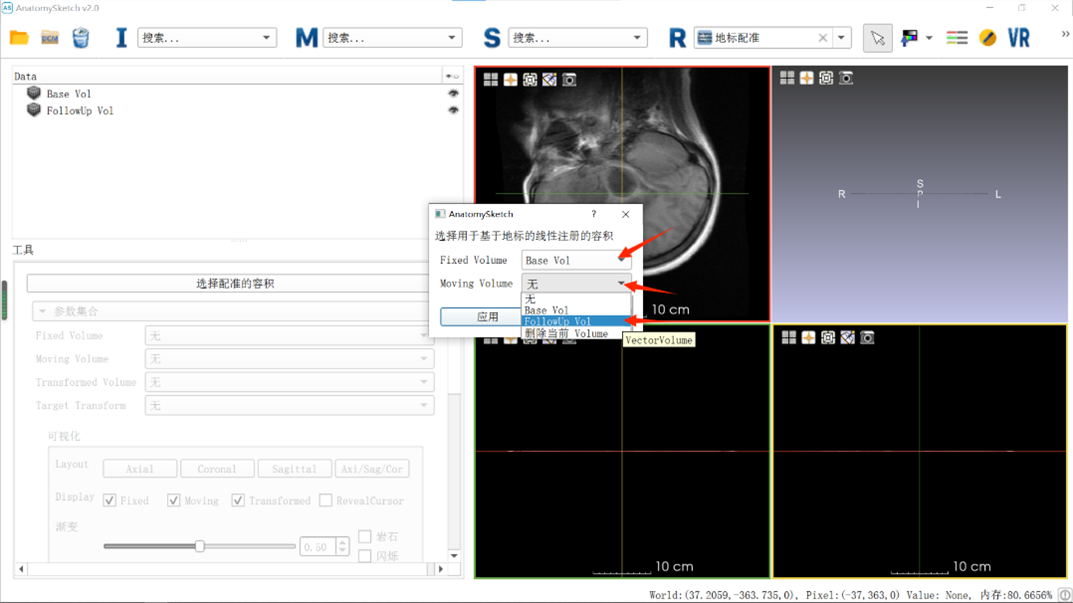 AS AnatomySketch v2.0
DCM I 搜索... M 搜索... S 搜索... R 地标配准 VR
Data
Base Vol
FollowUp Vol
工具
选择配准的容积
参数集合
Fixed Volume 无
Moving Volume 无
Transformed Volume 无
Target Transform 无
可视化
Layout Axial Coronal Sagittal Axi/Sag/Cor
Display Fixed Moving Transformed RevealCursor
渐变 0.50 岩石
闪烁
AnatomySketch ?
选择用于基于地标的线性注册的容积
Fixed Volume Base Vol
Moving Volume 无
无
Base Vol
FollowUp Vol
删除当前 Volume
应用
VectorVolume
10 cm
S
R P L
I
10 cm
10 cm
World:(37.2059,-363.735,0), Pixel:(-37,363,0) Value: None, 内存:80.6656%